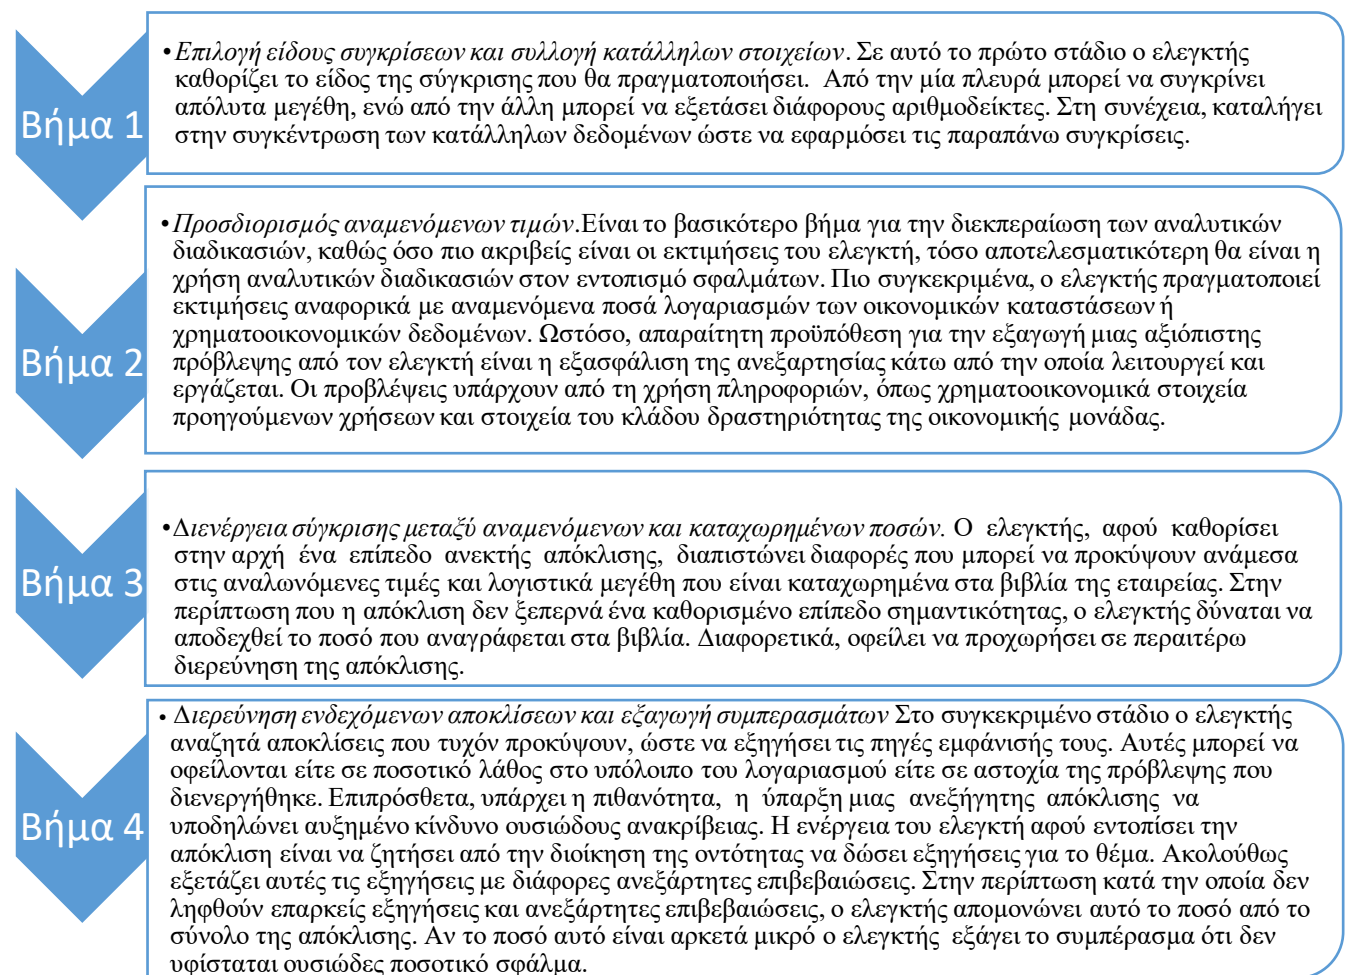 Βήμα 1
•Επιλογή είδους συγκρίσεων και συλλογή κατάλληλων στοιχείων. Σε αυτό το πρώτο στάδιο ο ελεγκτής
καθορίζει το είδος της σύγκρισης που θα πραγματοποιήσει. Από την μία πλευρά μπορεί να συγκρίνει
απόλυτα μεγέθη, ενώ από την άλλη μπορεί να εξετάσει διάφορους αριθμοδείκτες. Στη συνέχεια, καταλήγει
στην συγκέντρωση των κατάλληλων δεδομένων ώστε να εφαρμόσει τις παραπάνω συγκρίσεις.
Βήμα 2
•Προσδιορισμός αναμενόμενων τιμών.Είναι το βασικότερο βήμα για την διεκπεραίωση των αναλυτικών
διαδικασιών, καθώς όσο πιο ακριβείς είναι οι εκτιμήσεις του ελεγκτή, τόσο αποτελεσματικότερη θα είναι η
χρήση αναλυτικών διαδικασιών στον εντοπισμό σφαλμάτων. Πιο συγκεκριμένα, ο ελεγκτής πραγματοποιεί
εκτιμήσεις αναφορικά με αναμενόμενα ποσά λογαριασμών των οικονομικών καταστάσεων ή
χρηματοοικονομικών δεδομένων. Ωστόσο, απαραίτητη προϋπόθεση για την εξαγωγή μιας αξιόπιστης
πρόβλεψης από τον ελεγκτή είναι η εξασφάλιση της ανεξαρτησίας κάτω από την οποία λειτουργεί και
εργάζεται. Οι προβλέψεις υπάρχουν από τη χρήση πληροφοριών, όπως χρηματοοικονομικά στοιχεία
προηγούμενων χρήσεων και στοιχεία του κλάδου δραστηριότητας της οικονομικής μονάδας.
Βήμα 3
•Διενέργεια σύγκρισης μεταξύ αναμενόμενων και καταχωρημένων ποσών. Ο ελεγκτής, αφού καθορίσει
στην αρχή ένα επίπεδο ανεκτής απόκλισης, διαπιστώνει διαφορές που μπορεί να προκύψουν ανάμεσα
στις αναλωνόμενες τιμές και λογιστικά μεγέθη που είναι καταχωρημένα στα βιβλία της εταιρείας. Στην
περίπτωση που η απόκλιση δεν ξεπερνά ένα καθορισμένο επίπεδο σημαντικότητας, ο ελεγκτής δύναται να
αποδεχθεί το ποσό που αναγράφεται στα βιβλία. Διαφορετικά, οφείλει να προχωρήσει σε περαιτέρω
διερεύνηση της απόκλισης.
Βήμα 4
• Διερεύνηση ενδεχόμενων αποκλίσεων και εξαγωγή συμπερασμάτων Στο συγκεκριμένο στάδιο ο ελεγκτής
αναζητά αποκλίσεις που τυχόν προκύψουν, ώστε να εξηγήσει τις πηγές εμφάνισής τους. Αυτές μπορεί να
οφείλονται είτε σε ποσοτικό λάθος στο υπόλοιπο του λογαριασμού είτε σε αστοχία της πρόβλεψης που
διενεργήθηκε. Επιπρόσθετα, υπάρχει η πιθανότητα, η ύπαρξη μιας ανεξήγητης απόκλισης να
υποδηλώνει αυξημένο κίνδυνο ουσιώδους ανακρίβειας. Η ενέργεια του ελεγκτή αφού εντοπίσει την
απόκλιση είναι να ζητήσει από την διοίκηση της οντότητας να δώσει εξηγήσεις για το θέμα. Ακολούθως
εξετάζει αυτές τις εξηγήσεις με διάφορες ανεξάρτητες επιβεβαιώσεις. Στην περίπτωση κατά την οποία δεν
ληφθούν επαρκείς εξηγήσεις και ανεξάρτητες επιβεβαιώσεις, ο ελεγκτής απομονώνει αυτό το ποσό από το
σύνολο της απόκλισης. Αν το ποσό αυτό είναι αρκετά μικρό ο ελεγκτής εξάγει το συμπέρασμα ότι δεν
υφίσταται ουσιώδες ποσοτικό σφάλμα.